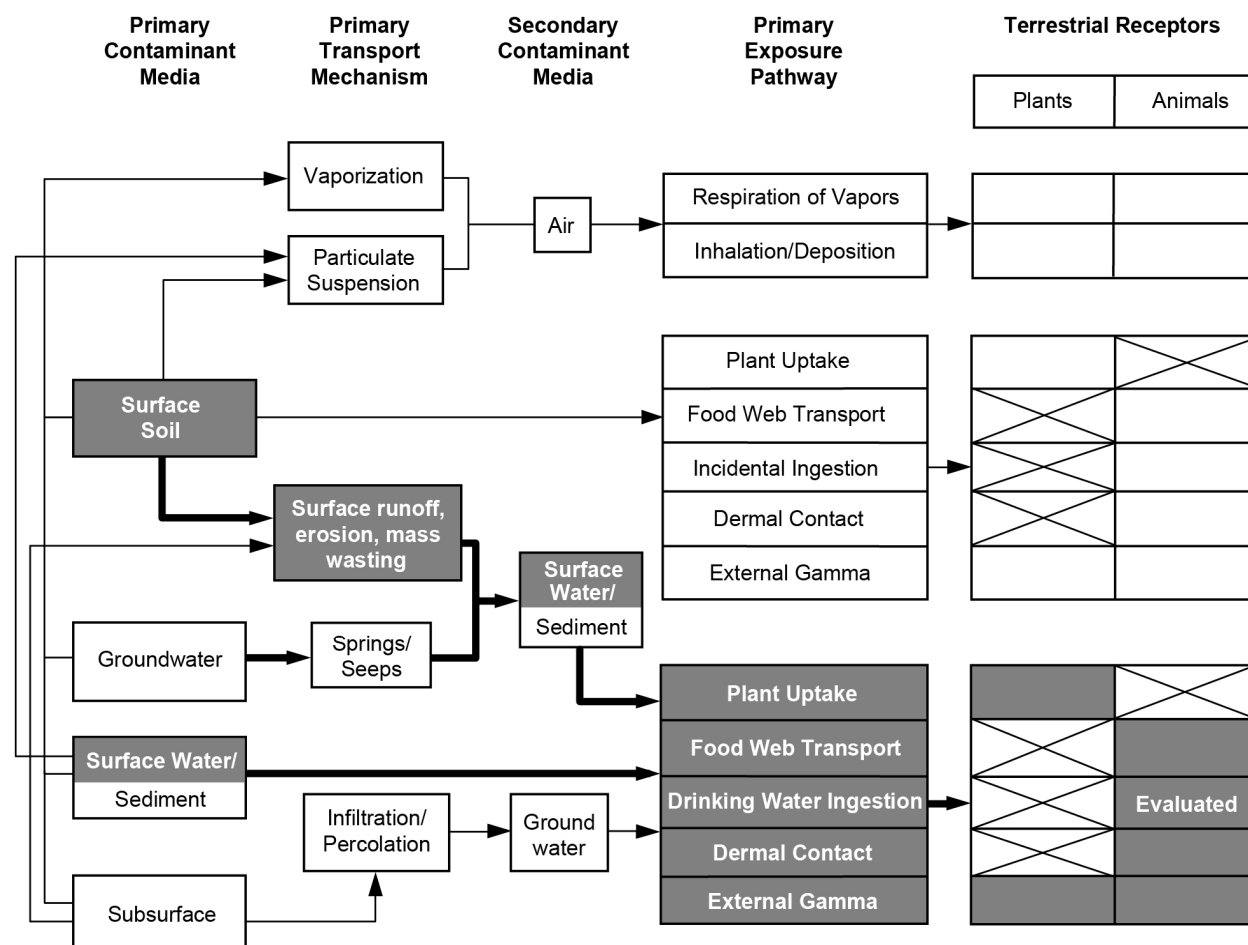 Primary
Contaminant
Media
Primary
Transport
Mechanism
Secondary
Contaminant
Media
Primary
Exposure
Pathway
Terrestrial Receptors
Plants
Animals
Vaporization
Particulate
Suspension
Air
Respiration of Vapors
Inhalation/Deposition
Surface
Soil
Plant Uptake
Food Web Transport
Incidental Ingestion
Dermal Contact
External Gamma
Surface runoff,
erosion, mass
wasting
Surface
Water/
Sediment
Groundwater
Springs/
Seeps
Surface Water/
Sediment
Infiltration/
Percolation
Ground
water
Subsurface
Plant Uptake
Food Web Transport
Drinking Water Ingestion
Dermal Contact
External Gamma
Evaluated